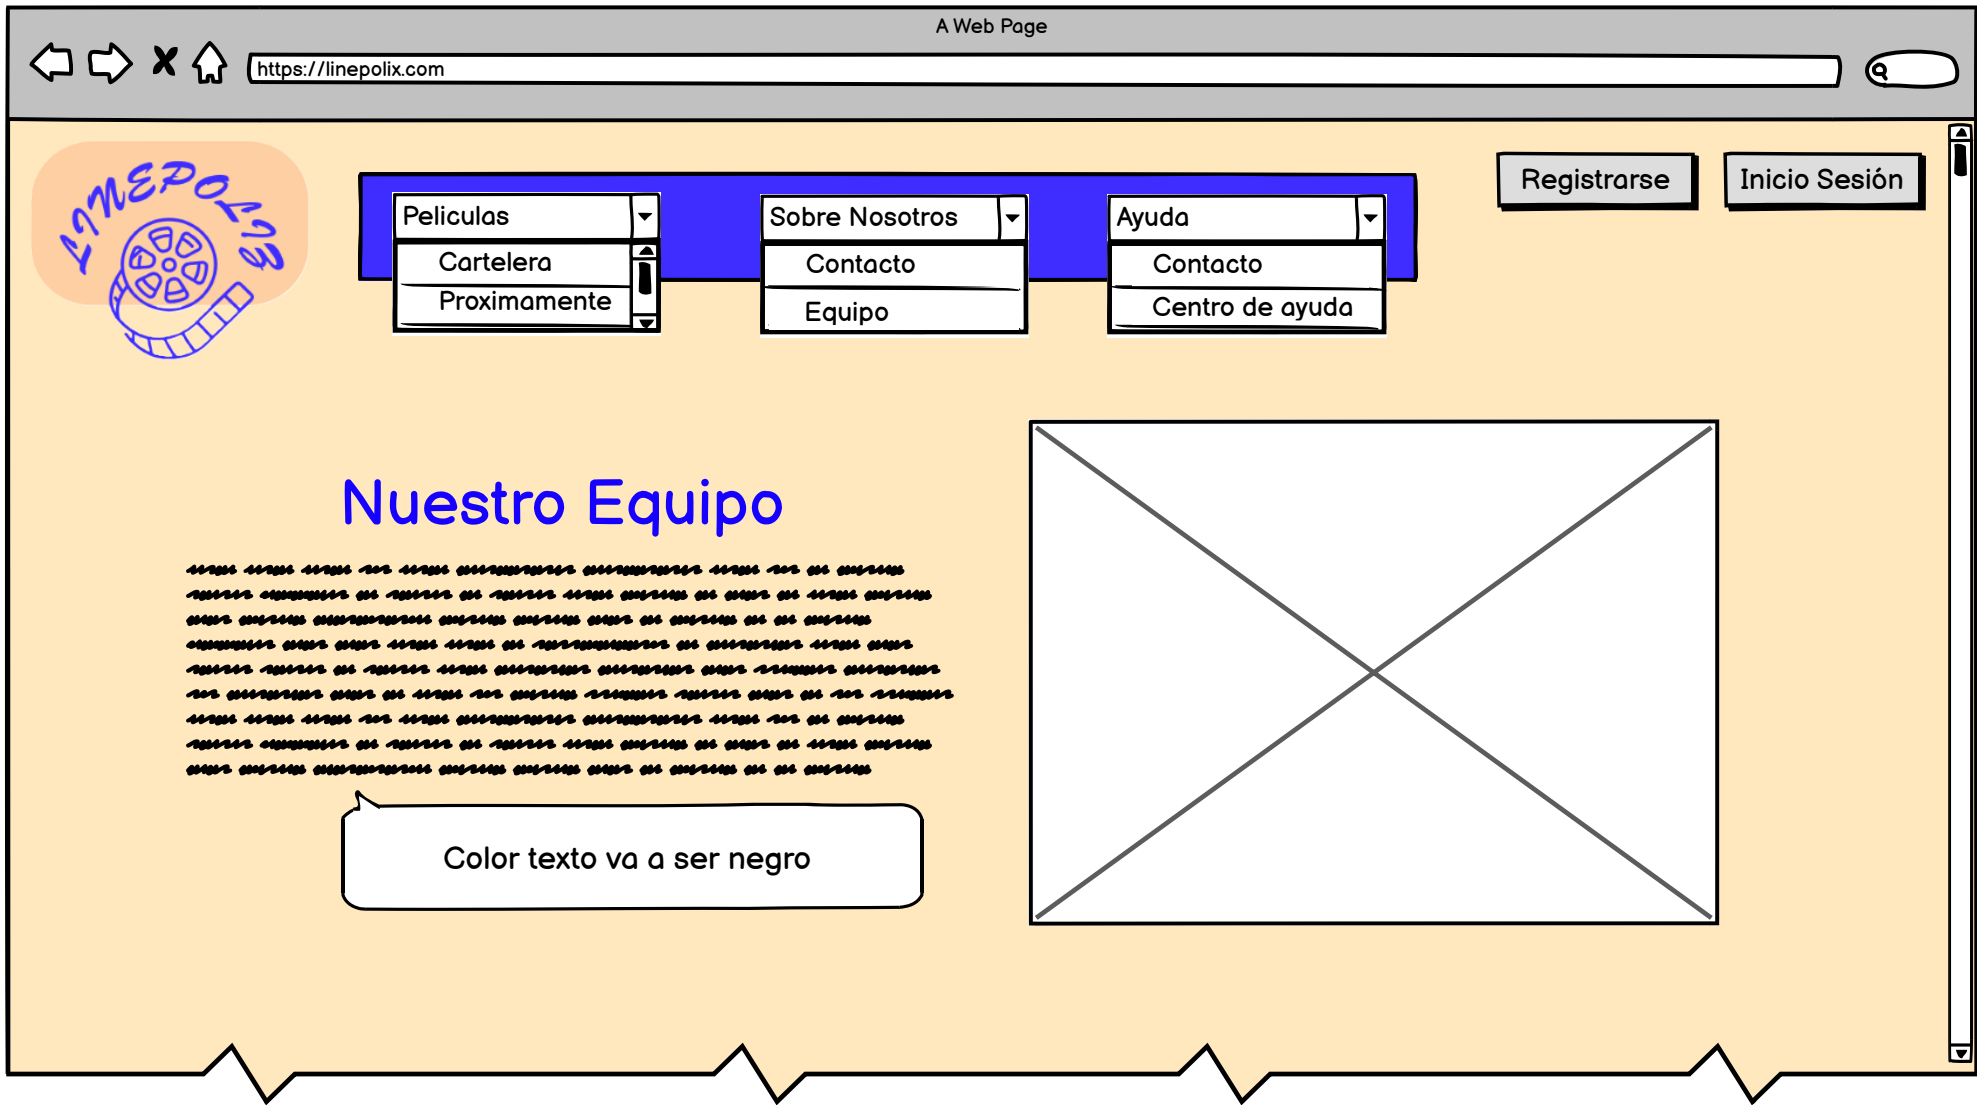 A Web Page
https://linepolix.com
LINEPOLIX
Registrarse
Inicio Sesión
Peliculas
Cartelera
Proximamente
Sobre Nosotros
Contacto
Equipo
Ayuda
Contacto
Centro de ayuda
Nuestro Equipo
Color texto va a ser negro